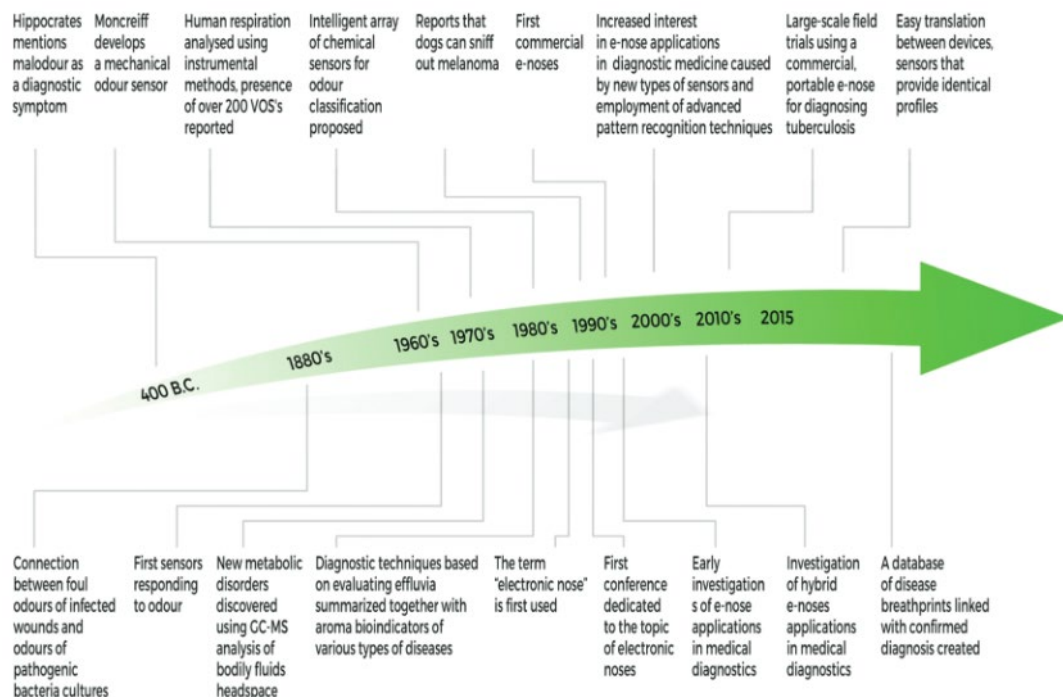 Hippocrates
mentions
malodour as
a diagnostic
symptom
Moncreiff
develops
a mechanical
odour sensor
Human respiration
analysed using
instrumental
methods, presence
of over 200 VOS's
reported
Intelligent array
of chemical
sensors for
odour
classification
proposed
Reports that
dogs can sniff
out melanoma
First
commercial
e-noses
Increased interest
in e-nose applications
in diagnostic medicine caused
by new types of sensors and
employment of advanced
pattern recognition techniques
Large-scale field
trials using a
commercial,
portable e-nose
for diagnosing
tuberculosis
Easy translation
between devices,
sensors that
provide identical
profiles
400 B.C.
1880's
1960's
1970's
1980's
1990's
2000's
2010's
2015
Connection
between foul
odours of infected
wounds and
odours of
pathogenic
bacteria cultures
First sensors
responding
to odour
New metabolic
disorders
discovered
using GC-MS
analysis of
bodily fluids
headspace
Diagnostic techniques based
on evaluating effluvia
summarized together with
aroma bioindicators of
various types of diseases
The term
"electronic nose"
is first used
First
conference
dedicated
to the topic
of electronic
noses
Early
investigation
s of e-nose
applications
in medical
diagnostics
Investigation
of hybrid
e-noses
applications
in medical
diagnostics
A database
of disease
breathprints linked
with confirmed
diagnosis created